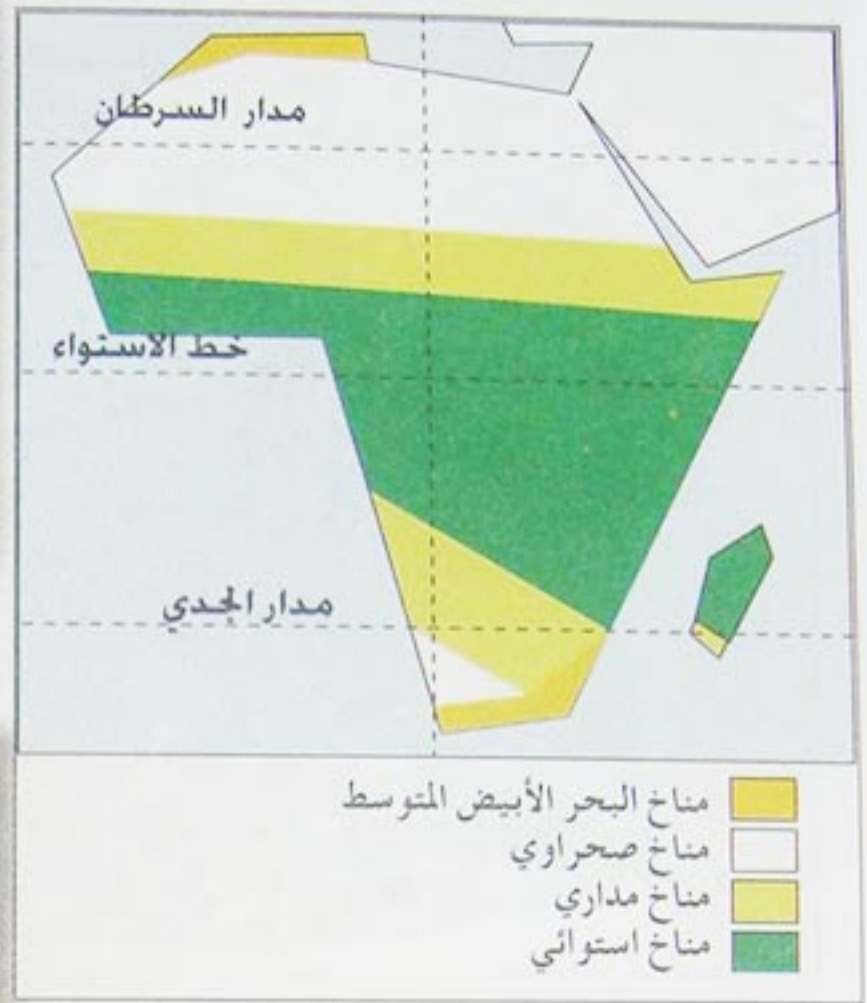 مدار السرطان
خط الاستواء
مدار الجدي
مناخ البحر الأبيض المتوسط
مناخ صحراوي
مناخ مداري
مناخ استوائي